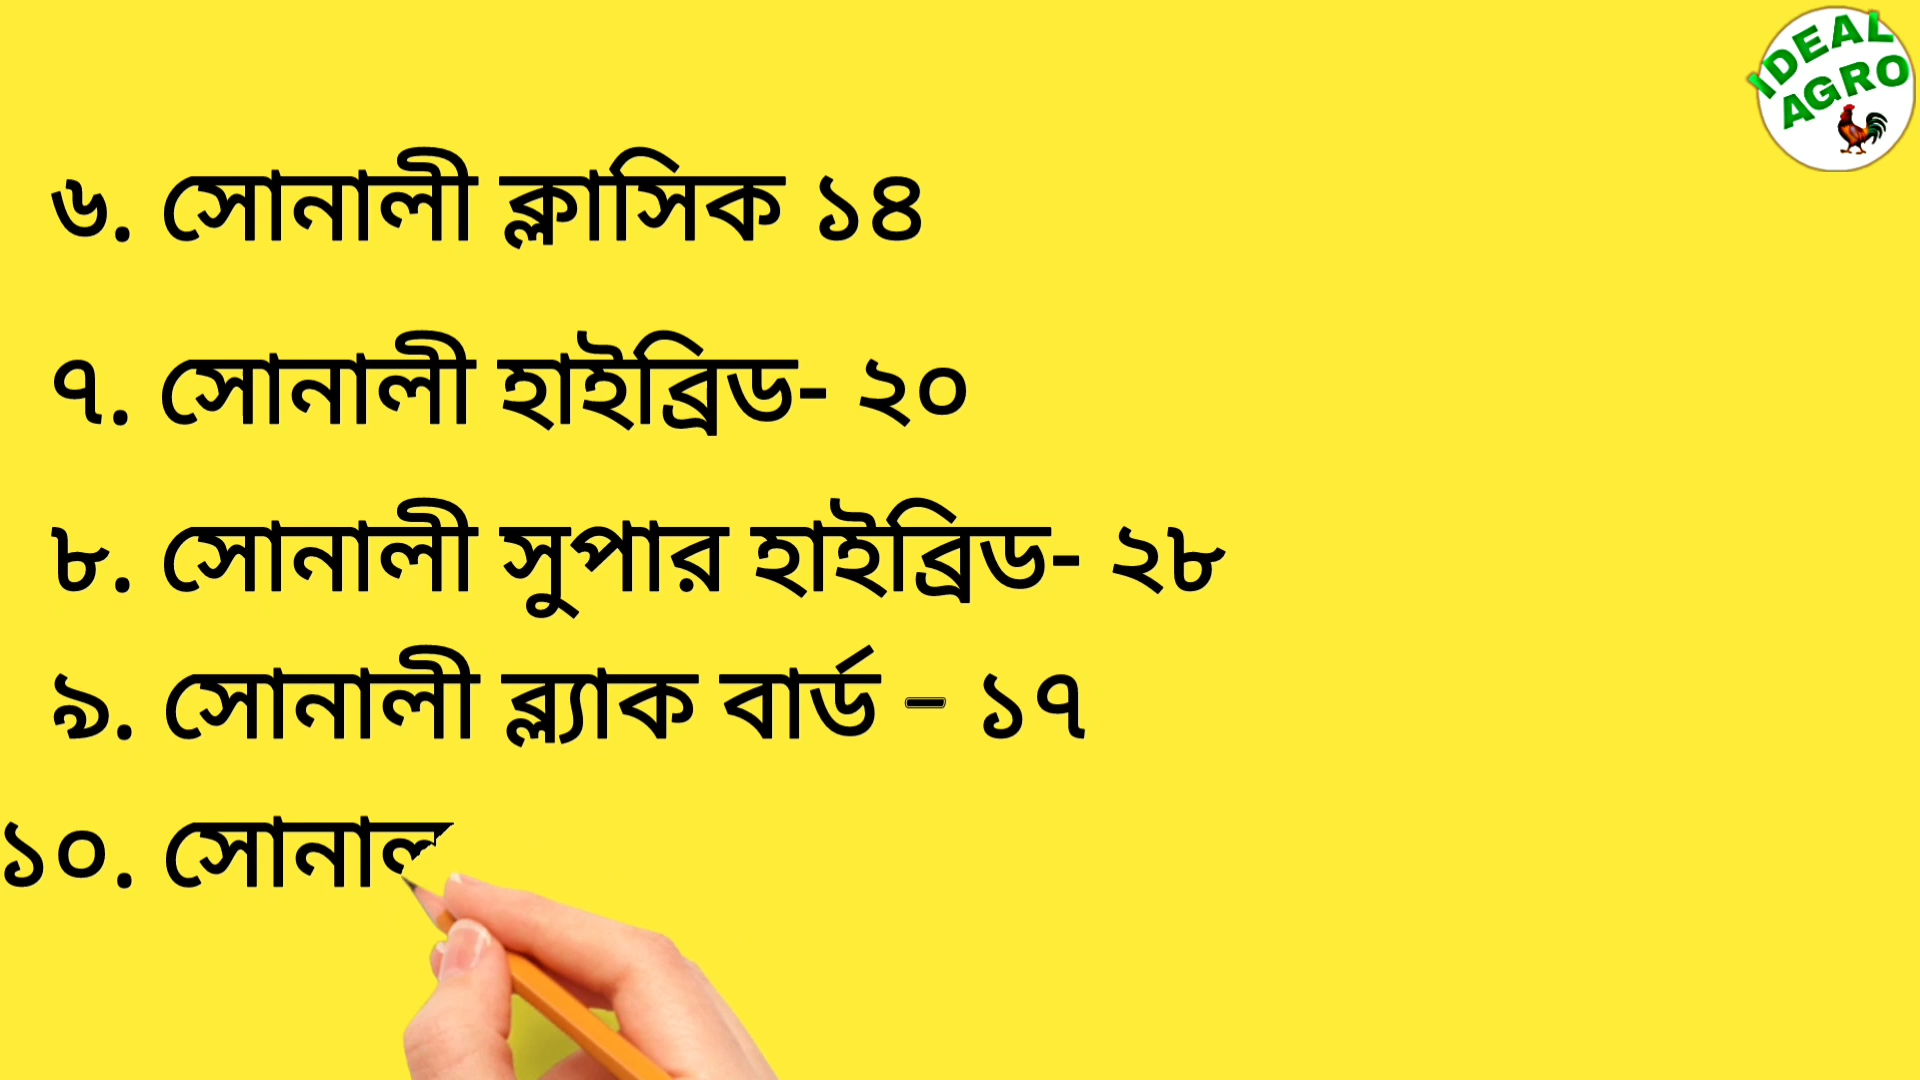 IDEAL
AGRO
৬. সোনালী ক্লাসিক ১৪
৭. সোনালী হাইব্রিড- ২০
৮. সোনালী সুপার হাইব্রিড- ২৮
৯. সোনালী ব্ল্যাক বার্ড - ১৭
১০.